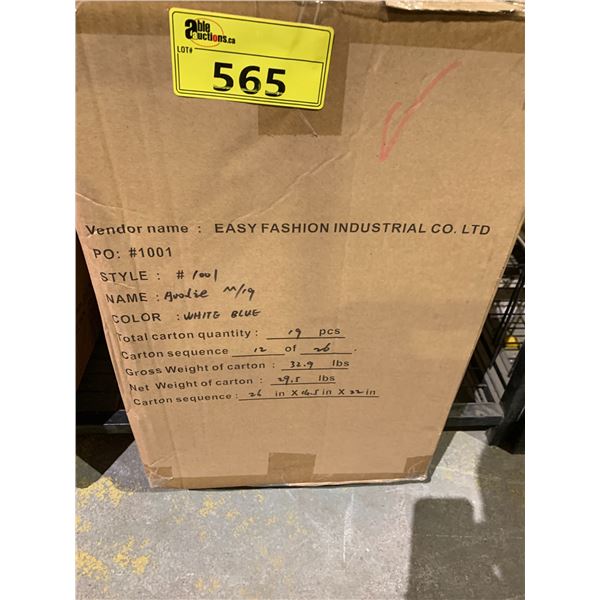 able
auctions.ca
LOT#
565
Vendor name : EASY FASHION INDUSTRIAL CO. LTD
PO: #1001
STYLE : #1001
NAME : M/19
COLOR : WHITE BLUE
Total carton quantity : 19 pcs
Carton sequence 12 of 26 .
Gross Weight of carton : 32.9 lbs
Net Weight of carton : 29.5 lbs
Carton sequence : 26 in X 16.5 in X 22 in